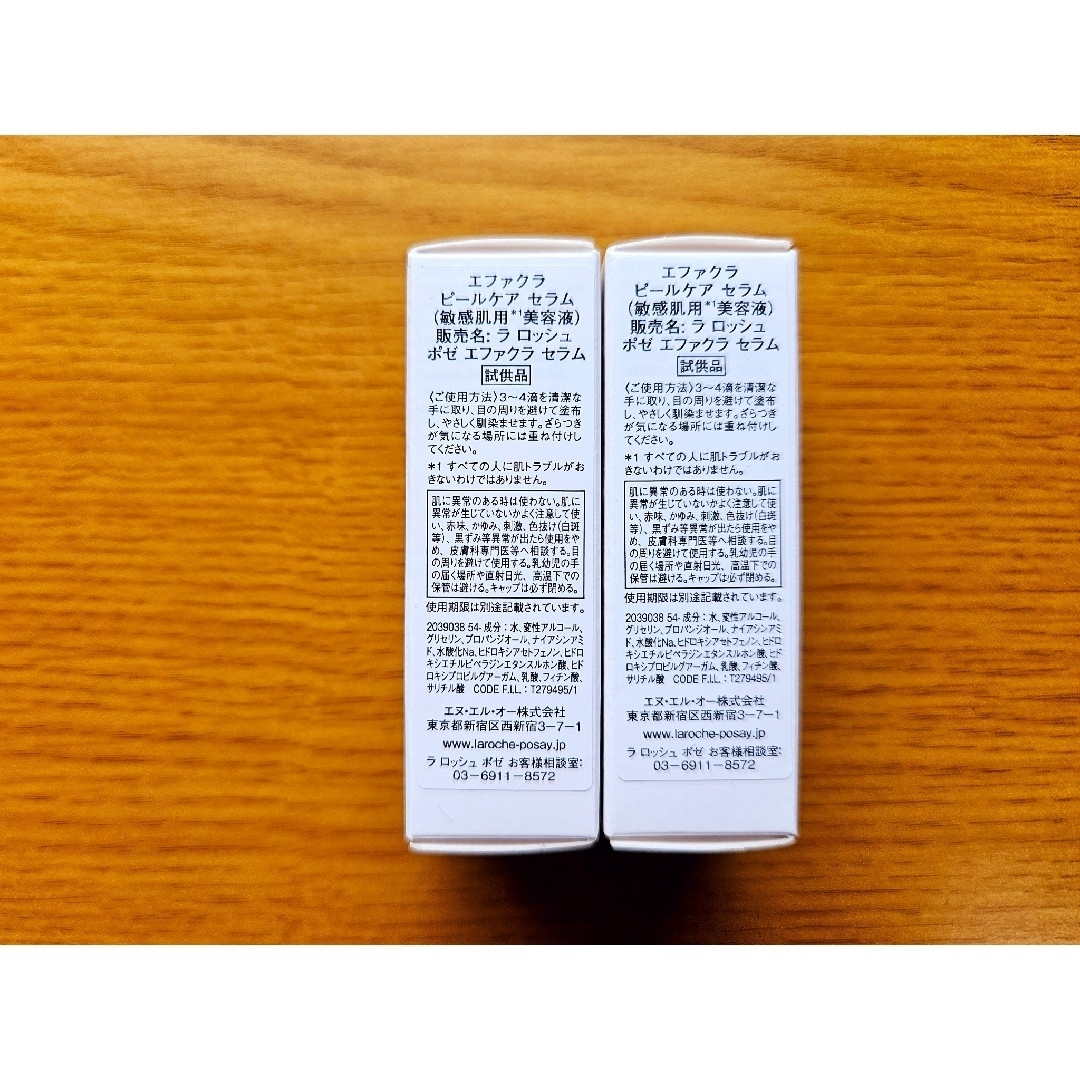 エファクラ
ピールケア セラム
(敏感肌用*1美容液)
販売名: ラ ロッシュ
ポゼ エファクラ セラム
試供品
〈ご使用方法〉3〜4滴を清潔な
手に取り、目の周りを避けて塗布
し、やさしく馴染ませます。ざらつき
が気になる場所には重ね付けし
てください。
*1 すべての人に肌トラブルがお
きないわけではありません。
肌に異常のある時は使わない。肌に
異常が生じていないかよく注意して使
い、赤味、かゆみ、刺激、色抜け(白斑
等)、黒ずみ等異常が出たら使用をや
め、皮膚科専門医等へ相談する。目
の周りを避けて使用する。乳幼児の手
の届く場所や直射日光、高温下での
保管は避ける。キャップは必ず閉める。
使用期限は別途記載されています。
2039038 54- 成分：水、変性アルコール、
グリセリン、プロパンジオール、ナイアシンアミ
ド、水酸化Na、ヒドロキシアセトフェノン、ヒドロ
キシエチルピペラジンエタンスルホン酸、ヒド
ロキシプロピルグアーガム、乳酸、フィチン酸、
サリチル酸 CODE F.I.L.：T279495/1
エヌ・エル・オー株式会社
東京都新宿区西新宿3-7-1
www.laroche-posay.jp
ラ ロッシュ ポゼ お客様相談室:
03-6911-8572
エファクラ
ピールケア セラム
(敏感肌用*1美容液)
販売名: ラ ロッシュ
ポゼ エファクラ セラム
試供品
〈ご使用方法〉3〜4滴を清潔な
手に取り、目の周りを避けて塗布
し、やさしく馴染ませます。ざらつき
が気になる場所には重ね付けし
てください。
*1 すべての人に肌トラブルがお
きないわけではありません。
肌に異常のある時は使わない。肌に
異常が生じていないかよく注意して使
い、赤味、かゆみ、刺激、色抜け(白斑
等)、黒ずみ等異常が出たら使用をや
め、皮膚科専門医等へ相談する。目
の周りを避けて使用する。乳幼児の手
の届く場所や直射日光、高温下での
保管は避ける。キャップは必ず閉める。
使用期限は別途記載されています。
2039038 54- 成分：水、変性アルコール、
グリセリン、プロパンジオール、ナイアシンアミ
ド、水酸化Na、ヒドロキシアセトフェノン、ヒドロ
キシエチルピペラジンエタンスルホン酸、ヒド
ロキシプロピルグアーガム、乳酸、フィチン酸、
サリチル酸 CODE F.I.L.：T279495/1
エヌ・エル・オー株式会社
東京都新宿区西新宿3-7-1
www.laroche-posay.jp
ラ ロッシュ ポゼ お客様相談室:
03-6911-8572